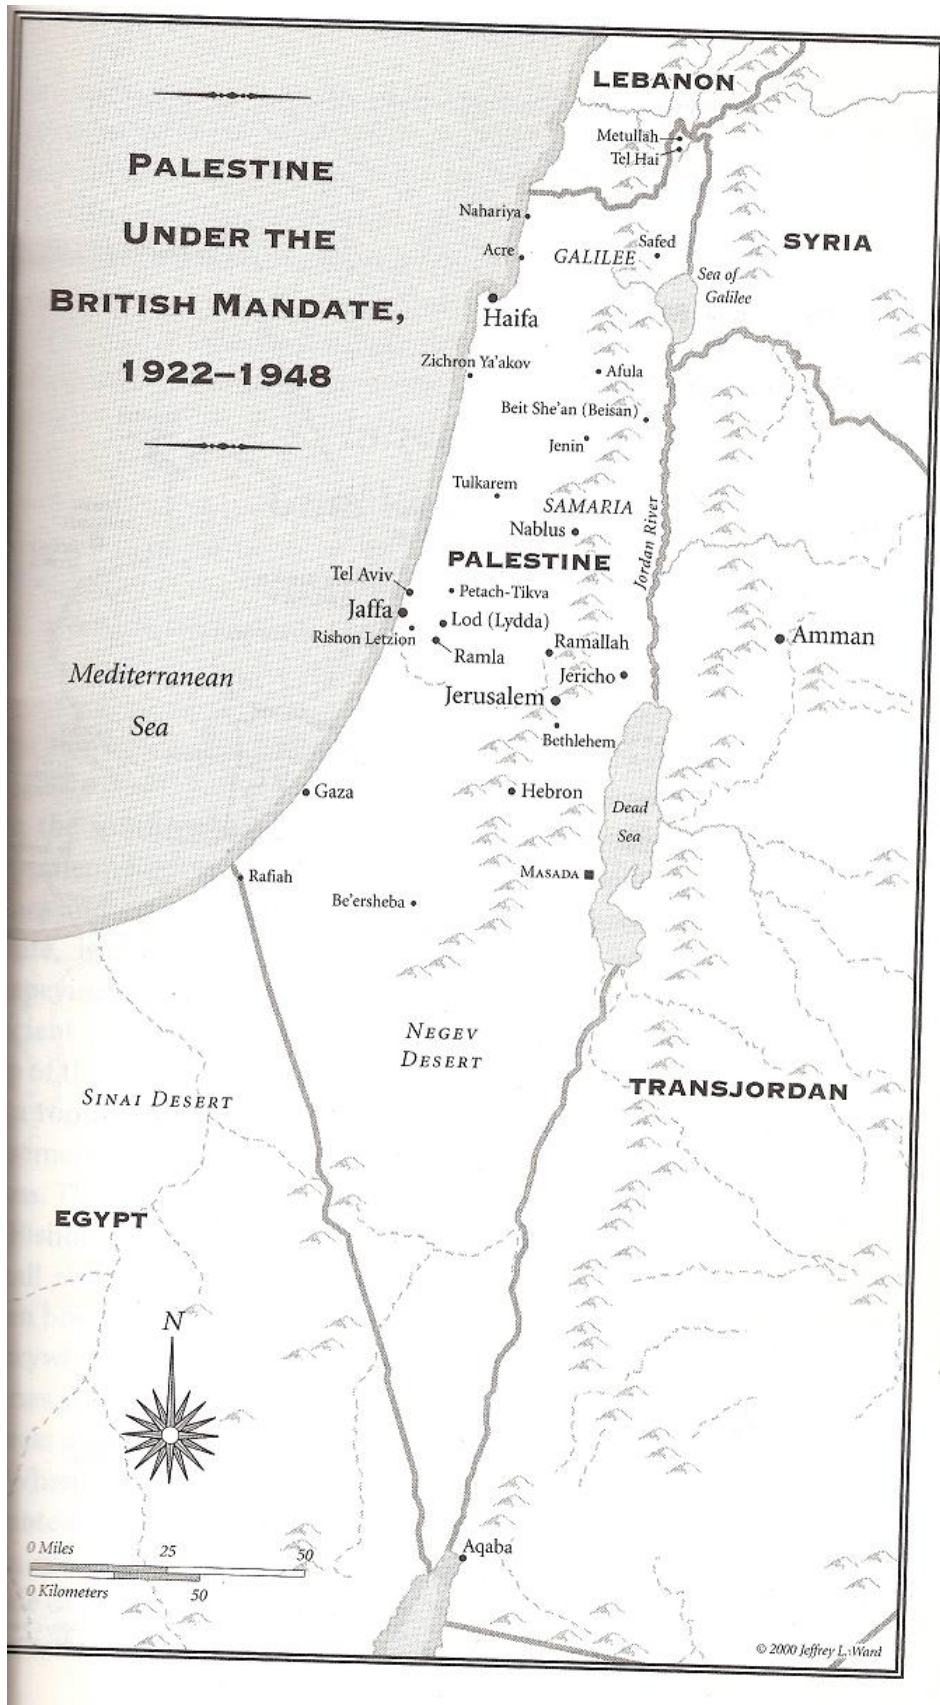 PALESTINE
UNDER THE
BRITISH MANDATE,
1922–1948
LEBANON
Metullah
Tel Hai
Nahariya
Acre
GALILEE
Safed
SYRIA
Sea of
Galilee
Haifa
Zichron Ya'akov
Afula
Beit She'an (Beisan)
Jenin
Tulkarem
SAMARIA
Nablus
Jordan River
PALESTINE
Tel Aviv
Petach-Tikva
Jaffa
Lod (Lydda)
Rishon Letzion
Ramla
Ramallah
Amman
Jericho
Jerusalem
Bethlehem
Mediterranean
Sea
Gaza
Hebron
Dead
Sea
MASADA
Rafiah
Be'ersheba
NEGEV
DESERT
SINAI DESERT
TRANSJORDAN
EGYPT
N
0 Miles 25 50
0 Kilometers 50
Aqaba
© 2000 Jeffrey L. Ward